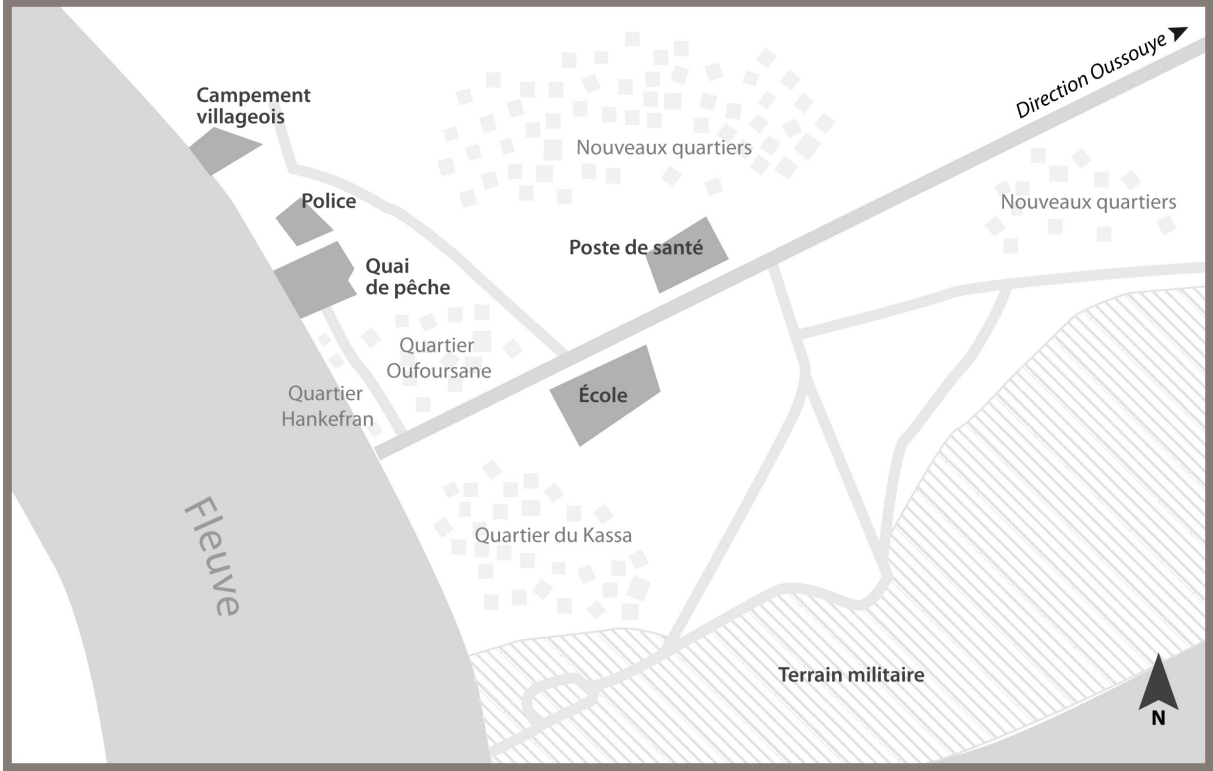 Direction Oussouye
Campement
villageois
Nouveaux quartiers
Police
Nouveaux quartiers
Poste de santé
Quai
de pêche
Quartier
Oufoursane
Quartier
Hankefran
École
Fleuve
Quartier du Kassa
Terrain militaire
N